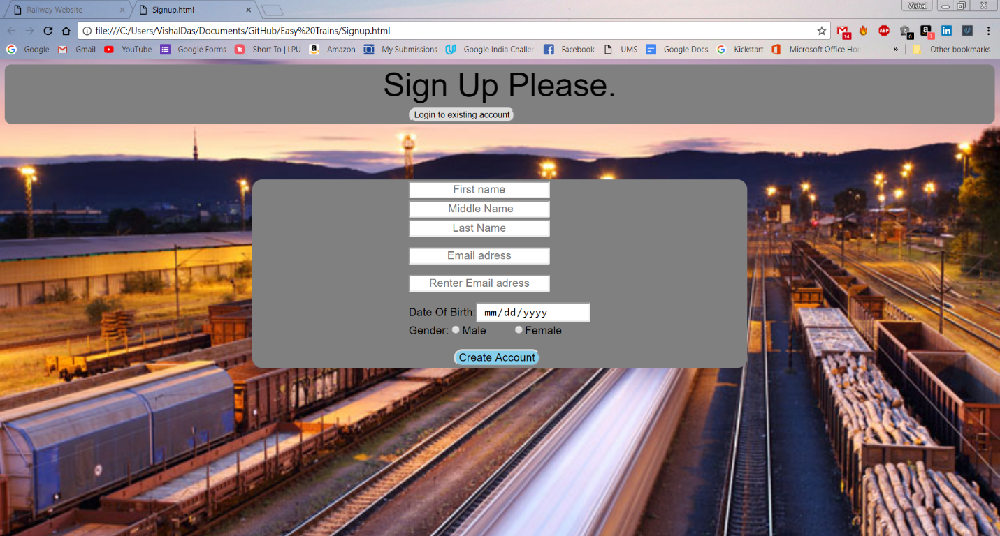 Railway Website
Signup.html
Vishal
file:///C:/Users/VishalDas/Documents/GitHub/Easy%20Trains/Signup.html
14
ABP
0
7
Google
Gmail
YouTube
Google Forms
Short To | LPU
Amazon
My Submissions
Google India Challen
Facebook
UMS
Google Docs
Kickstart
Microsoft Office Hom
»
Other bookmarks
Sign Up Please.
Login to existing account
First name
Middle Name
Last Name
Email adress
Renter Email adress
Date Of Birth: mm/dd/yyyy
Gender: Male Female
Create Account